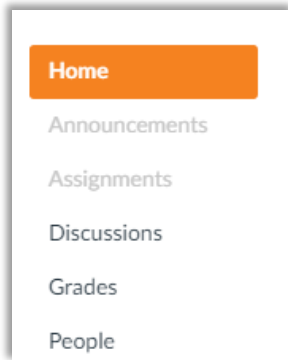 Home
Announcements
Assignments
Discussions
Grades
People